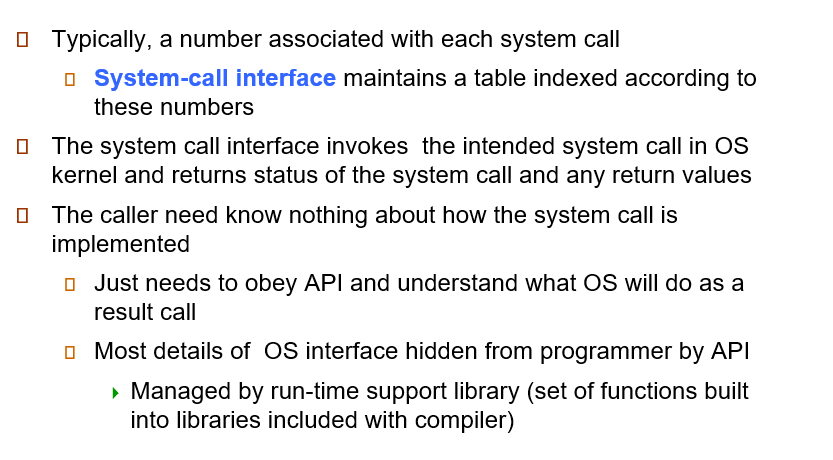 Typically, a number associated with each system call
System-call interface maintains a table indexed according to
these numbers
The system call interface invokes  the intended system call in OS
kernel and returns status of the system call and any return values
The caller need know nothing about how the system call is
implemented
Just needs to obey API and understand what OS will do as a
result call
Most details of  OS interface hidden from programmer by API
Managed by run-time support library (set of functions built
into libraries included with compiler)